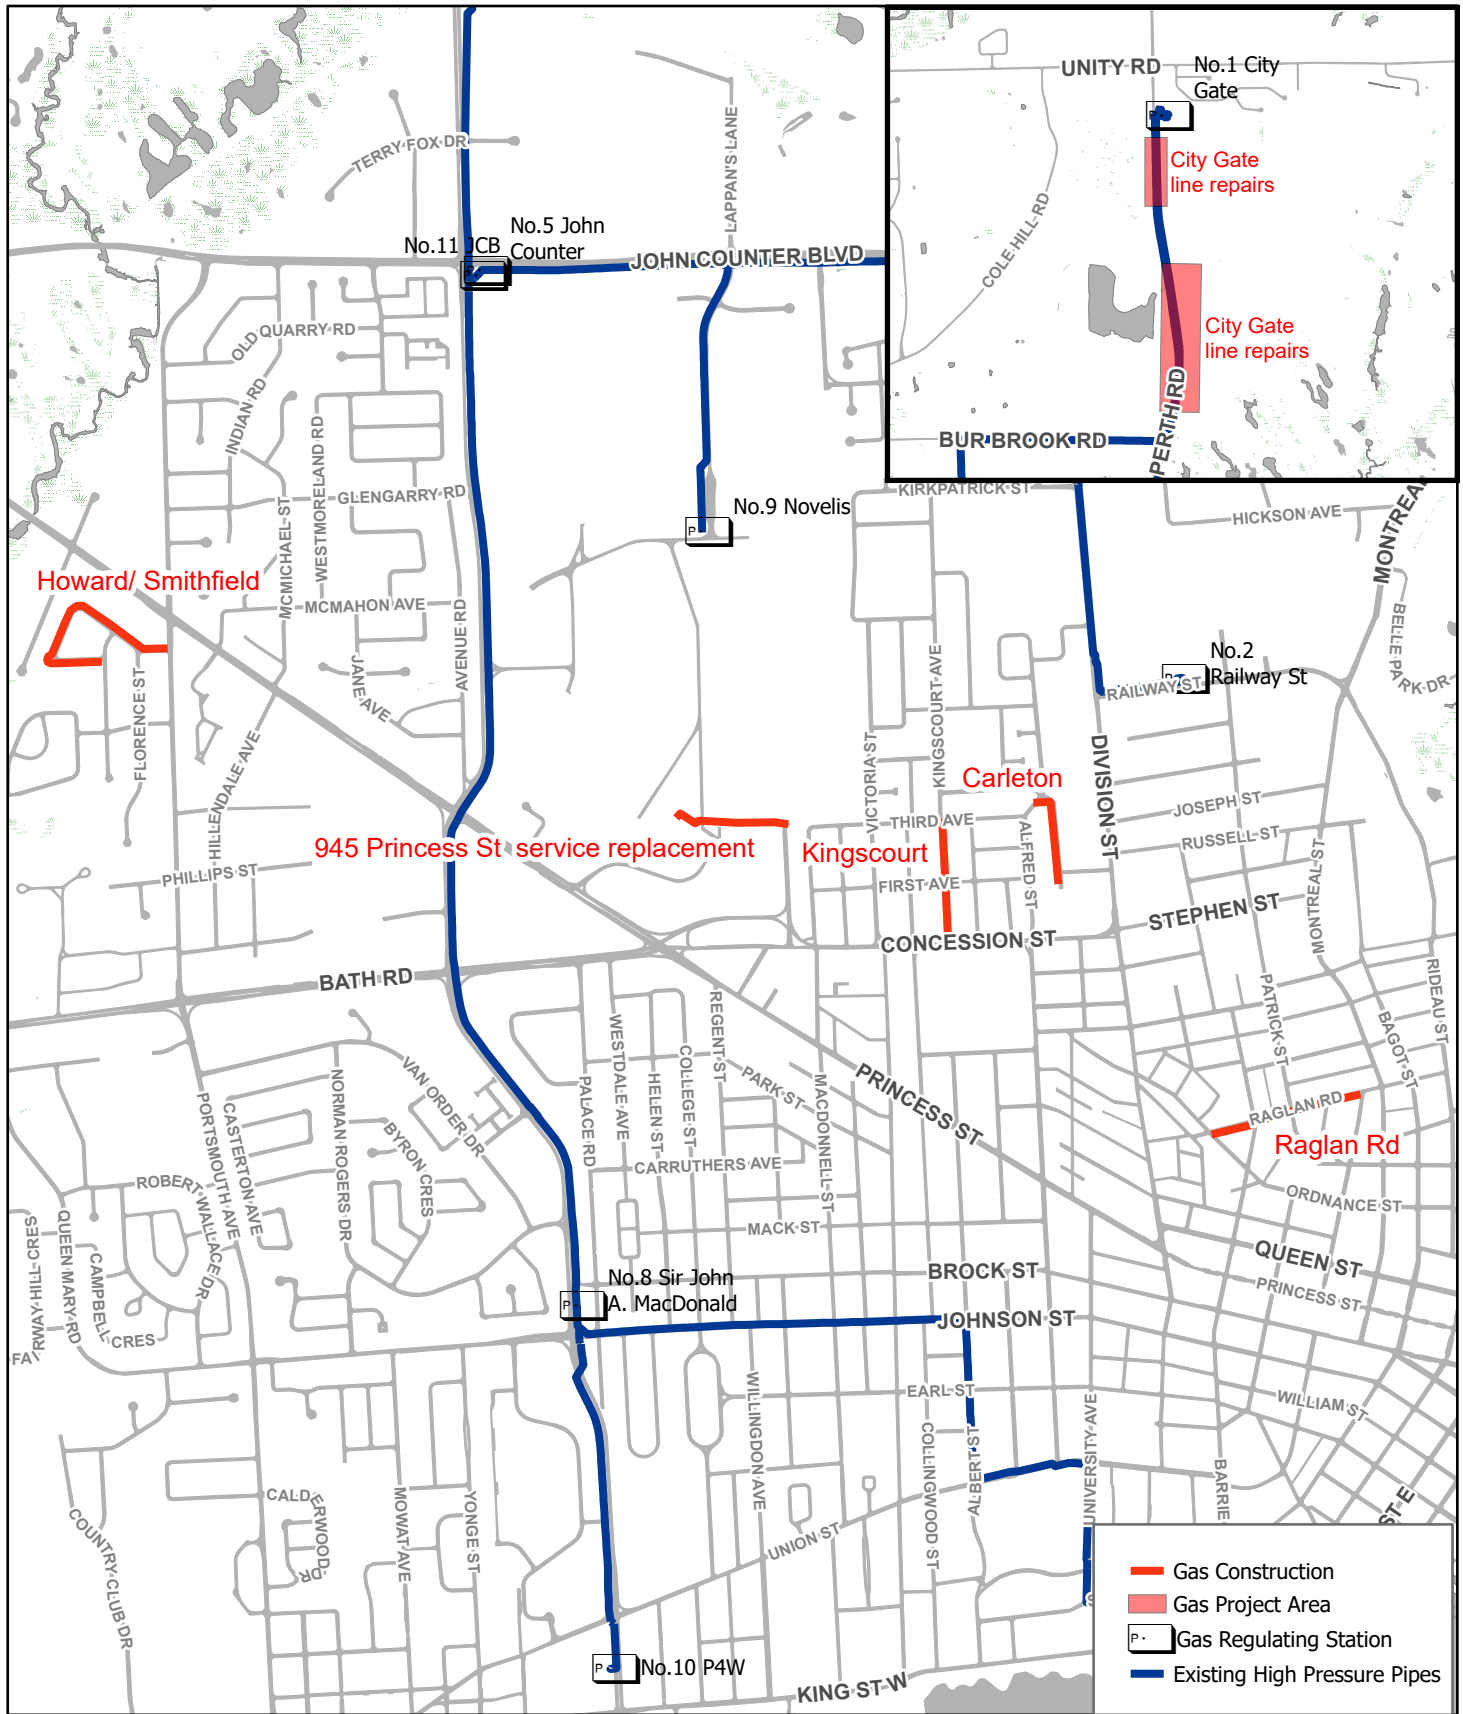 UNITY RD
No.1 City
Gate
P
City Gate
line repairs
COLE HILL RD
City Gate
line repairs
PERTH RD
BUR BROOK RD
TERRY FOX DR
LAPPAN'S LANE
No.5 John
Counter
No.11 JCB
P
JOHN COUNTER BLVD
OLD QUARRY RD
INDIAN RD
WESTMORELAND RD
GLENGARRY RD
MCMICHAEL ST
No.9 Novelis
P
KIRKPATRICK ST
HICKSON AVE
MONTREAL
Howard/ Smithfield
MCMAHON AVE
AVENUE RD
JANE AVE
FLORENCE ST
HILLENDALE AVE
KINGSCOURT AVE
BELLE PARK DR
No.2
Railway St
P
RAILWAY ST
DIVISION ST
VICTORIA ST
Carleton
JOSEPH ST
RUSSELL ST
THIRD AVE
ALFRED ST
945 Princess St service replacement
Kingscourt
FIRST AVE
PHILLIPS ST
MONTREAL ST
STEPHEN ST
CONCESSION ST
BATH RD
RIDEAU ST
PATRICK ST
BAGOT ST
REGENT ST
WESTDALE AVE
COLLEGE ST
HELEN ST
PALACE RD
PARK ST
MACDONNELL ST
PRINCESS ST
VAN ORDER DR
NORMAN ROGERS DR
BYRON CRES
CASTERTON AVE
PORTSMOUTH AVE
RAGLAN RD
Raglan Rd
CARRUTHERS AVE
ROBERT WALLACE DR
ORDNANCE ST
MACK ST
QUEEN MARY RD
CAMPBELL CRES
FAIRWAY HILL CRES
QUEEN ST
BROCK ST
No.8 Sir John
A. MacDonald
P
PRINCESS ST
JOHNSON ST
WILLINGDON AVE
EARL ST
WILLIAM ST
COLLINGWOOD ST
ALBERT ST
UNIVERSITY AVE
BARRIE
ST E
CALDERWOOD DR
MOWAT AVE
YONGE ST
COUNTRY CLUB DR
UNION ST
No.10 P4W
P
KING ST W
Gas Construction
Gas Project Area
P
Gas Regulating Station
Existing High Pressure Pipes